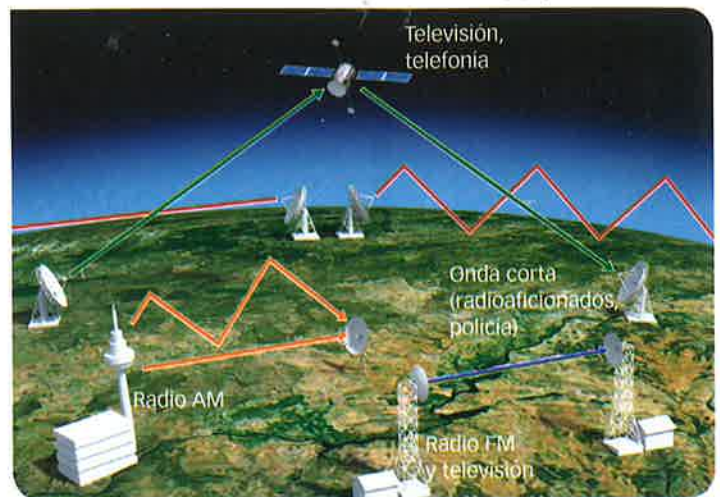 Televisión,
telefonía
Onda corta
(radioaficionados,
policía)
Radio AM
Radio FM
y televisión